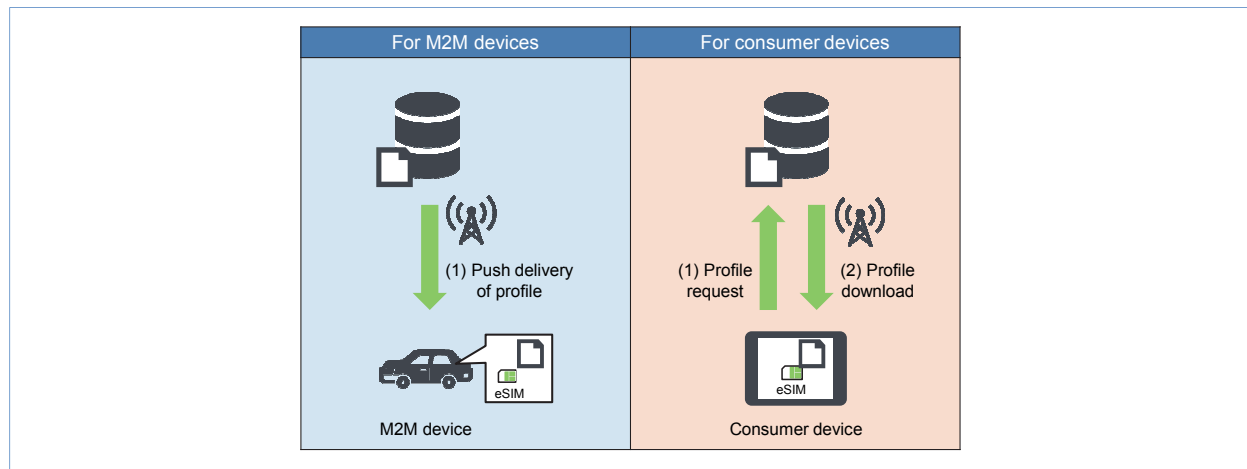 For M2M devices
For consumer devices
(1) Push delivery
of profile
(1) Profile
request
(2) Profile
download
eSIM
eSIM
M2M device
Consumer device